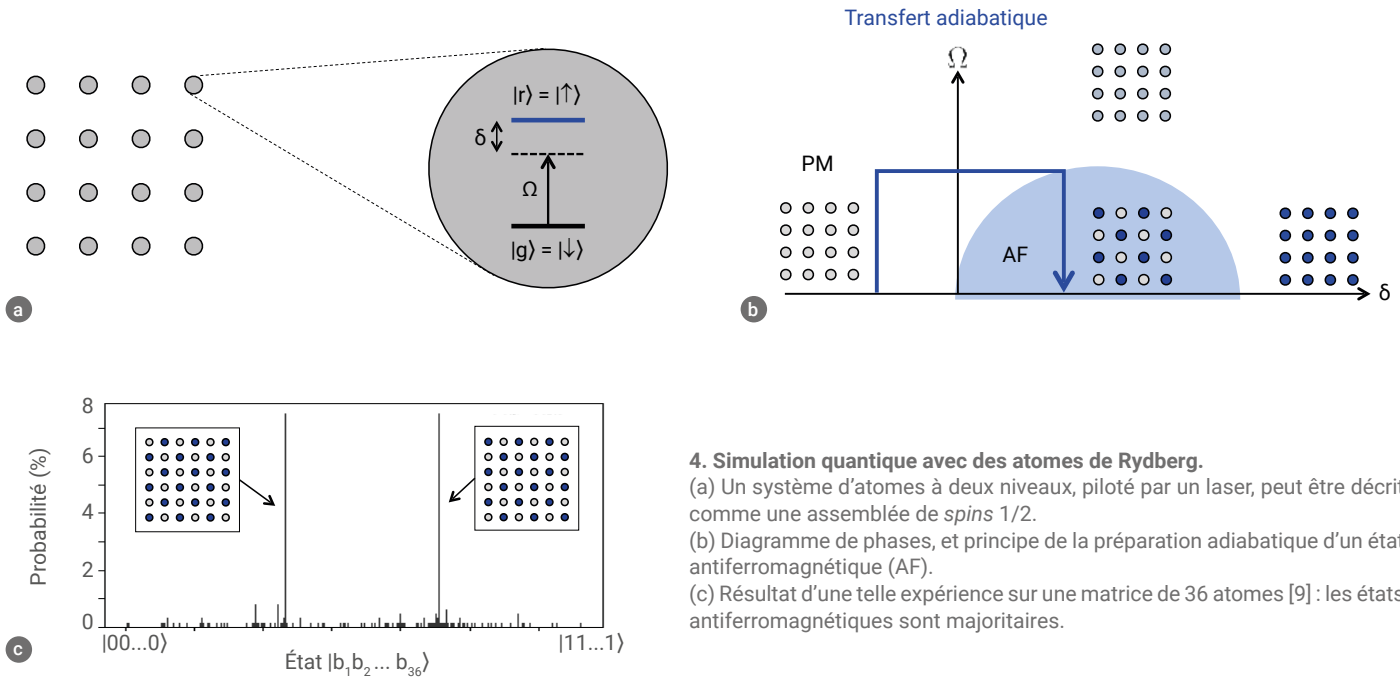 Transfert adiabatique
|r⟩ = |↑⟩
δ
Ω
|g⟩ = |↓⟩
a
Ω
PM
AF
δ
b
Probabilité (%)
8
6
4
2
0
|00...0⟩
|11...1⟩
État |b₁b₂ ... b₃₆⟩
c
4. Simulation quantique avec des atomes de Rydberg.
(a) Un système d'atomes à deux niveaux, piloté par un laser, peut être décrit
comme une assemblée de spins 1/2.
(b) Diagramme de phases, et principe de la préparation adiabatique d'un état
antiferromagnétique (AF).
(c) Résultat d'une telle expérience sur une matrice de 36 atomes [9] : les états
antiferromagnétiques sont majoritaires.